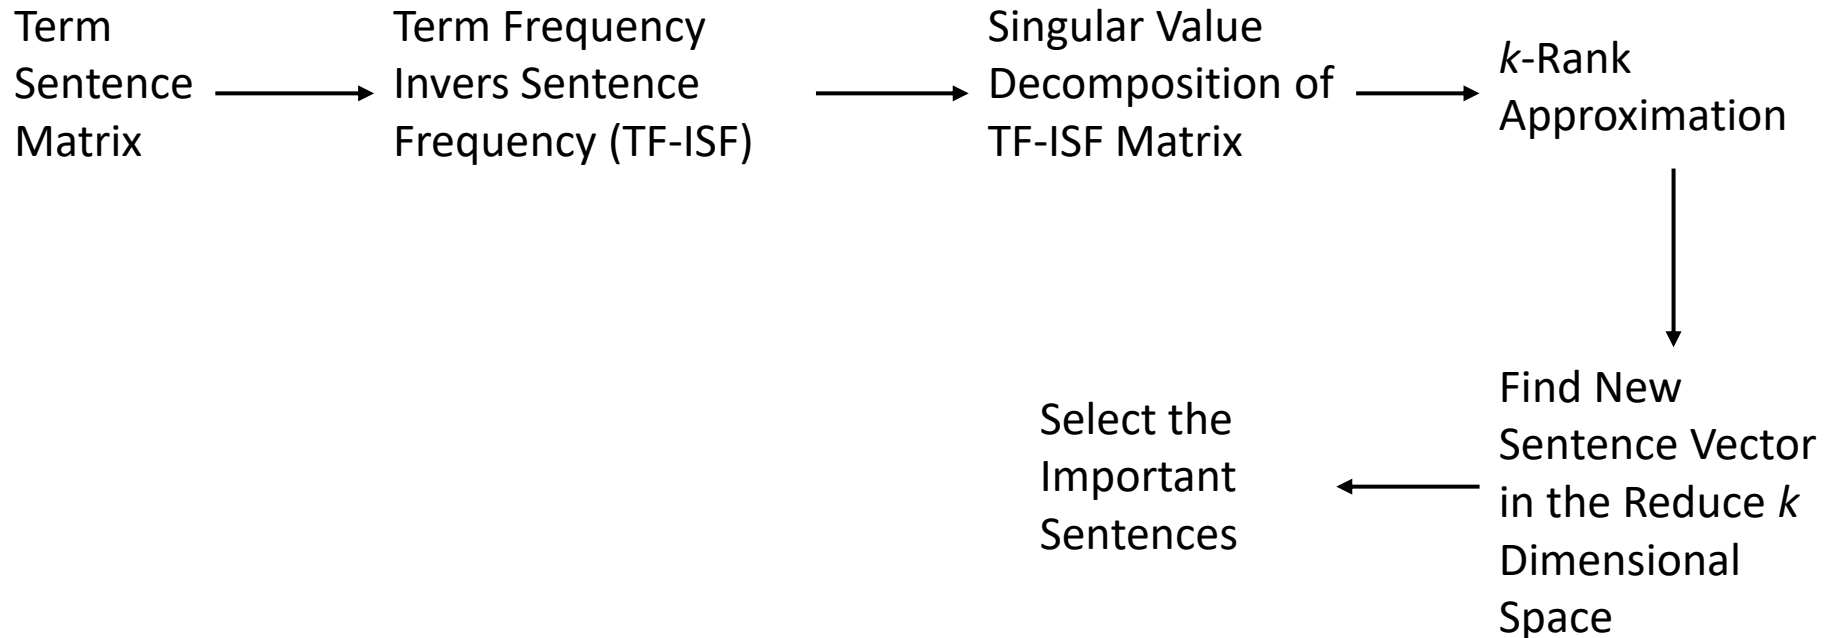 Term
Sentence
Matrix
Term Frequency
Invers Sentence
Frequency (TF-ISF)
Singular Value
Decomposition of
TF-ISF Matrix
k-Rank
Approximation
Find New
Sentence Vector
in the Reduce k
Dimensional
Space
Select the
Important
Sentences